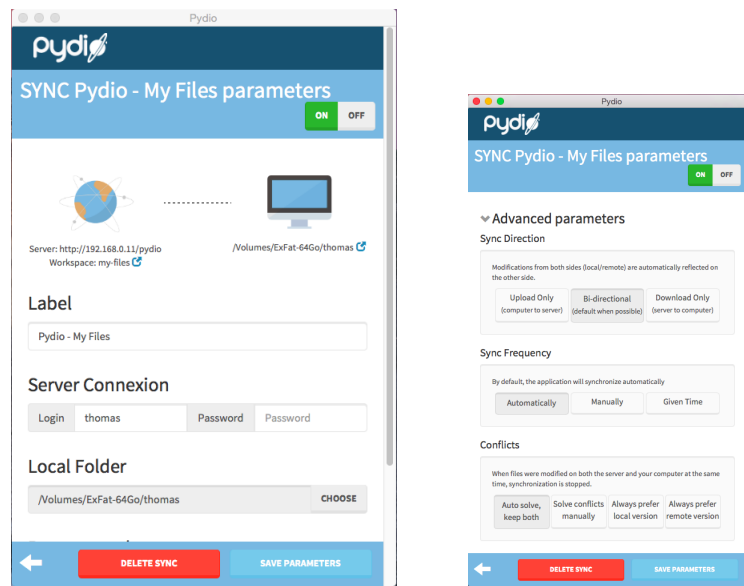 Pydio
pydio
SYNC Pydio - My Files parameters
ON OFF
Server: http://192.168.0.11/pydio
Workspace: my-files
/Volumes/ExFat-64Go/thomas
Label
Pydio - My Files
Server Connexion
Login thomas Password Password
Local Folder
/Volumes/ExFat-64Go/thomas CHOOSE
DELETE SYNC SAVE PARAMETERS
Pydio
pydio
SYNC Pydio - My Files parameters
ON OFF
Advanced parameters
Sync Direction
Modifications from both sides (local/remote) are automatically reflected on
the other side.
Upload Only Bi-directional Download Only
(computer to server) (default when possible) (server to computer)
Sync Frequency
By default, the application will synchronize automatically
Automatically Manually Given Time
Conflicts
When files were modified on both the server and your computer at the same
time, synchronization is stopped.
Auto solve, Solve conflicts Always prefer Always prefer
keep both manually local version remote version
DELETE SYNC SAVE PARAMETERS